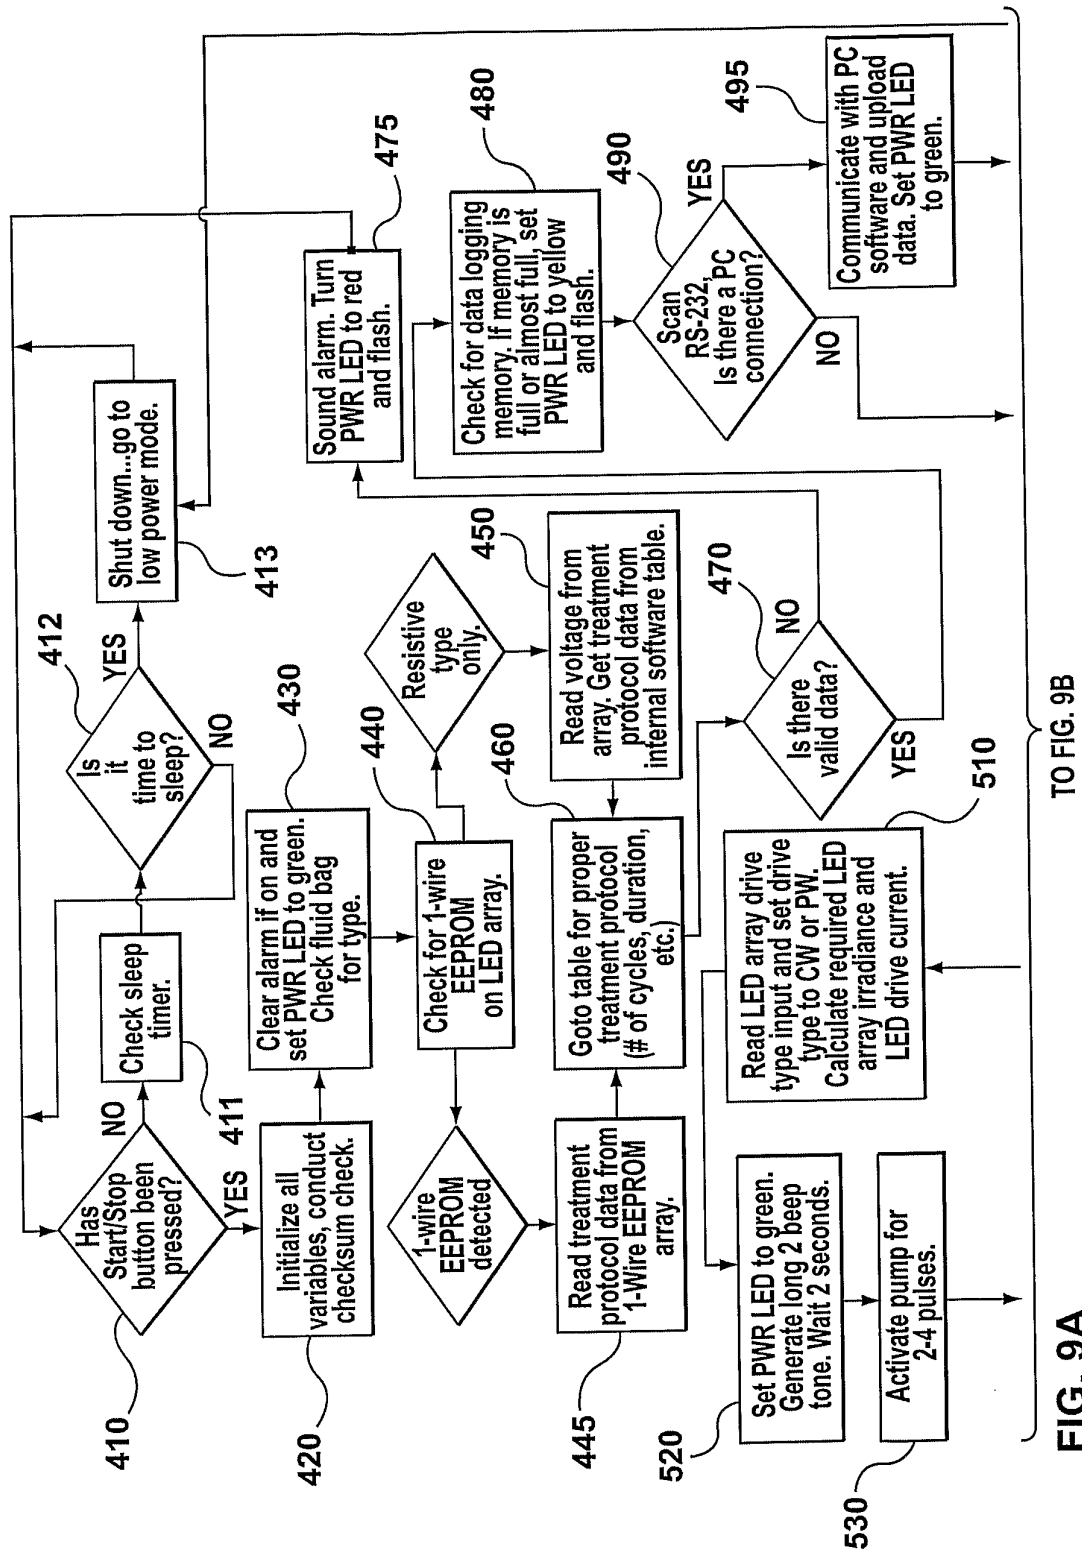 410
Has
Start/Stop
button been
pressed?
NO
YES
Check sleep
timer.
411
Is
it
time to
sleep?
412
YES
NO
Shut down...go to
low power mode.
413
Initialize all
variables, conduct
checksum check.
420
Clear alarm if on and
set PWR LED to green.
Check fluid bag
for type.
430
Check for 1-wire
EEPROM
on LED array.
440
1-wire
EEPROM
detected
Resistive
type
only.
Read treatment
protocol data from
1-Wire EEPROM
array.
445
Read voltage from
array. Get treatment
protocol data from
internal software table.
450
Goto table for proper
treatment protocol
(# of cycles, duration,
etc.)
460
Is there
valid data?
470
NO
YES
Sound alarm. Turn
PWR LED to red
and flash.
475
Check for data logging
memory. If memory is
full or almost full, set
PWR LED to yellow
and flash.
480
Scan
RS-232,
Is there a PC
connection?
490
YES
NO
Communicate with PC
software and upload
data. Set PWR LED
to green.
495
Read LED array drive
type input and set drive
type to CW or PW.
Calculate required LED
array irradiance and
LED drive current.
510
Set PWR LED to green.
Generate long 2 beep
tone. Wait 2 seconds.
520
Activate pump for
2-4 pulses.
530
TO FIG. 9B
FIG. 9A